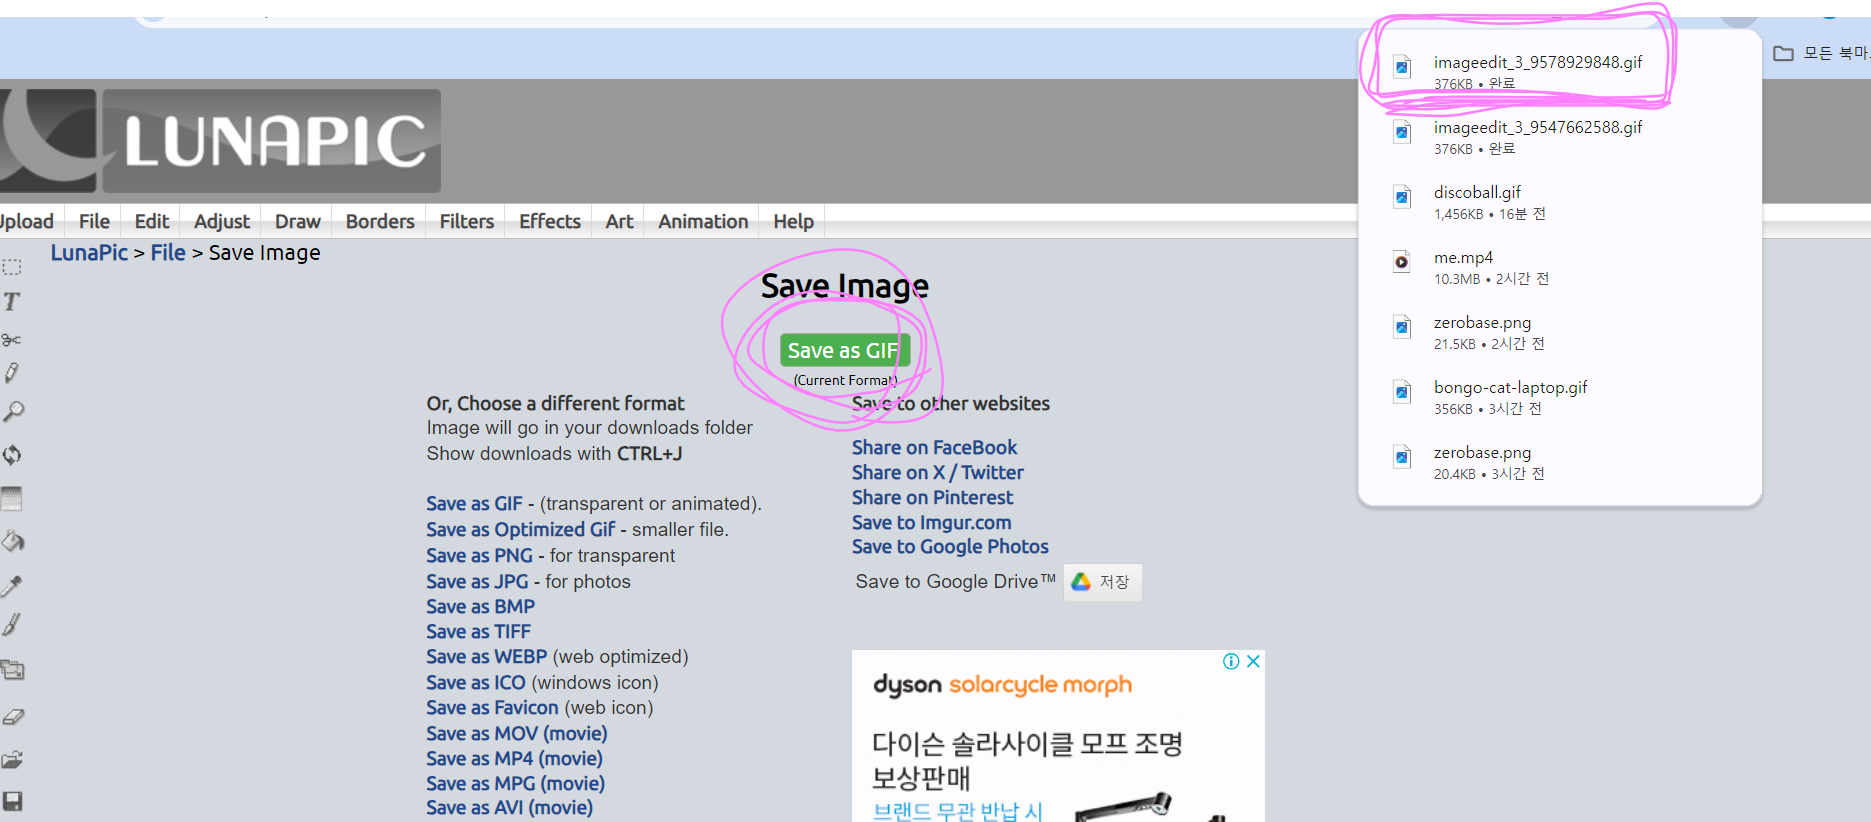 모든 북마
imageedit_3_9578929848.gif
376KB • 완료
imageedit_3_9547662588.gif
376KB • 완료
discoball.gif
1,456KB • 16분 전
me.mp4
10.3MB • 2시간 전
zerobase.png
21.5KB • 2시간 전
bongo-cat-laptop.gif
356KB • 3시간 전
zerobase.png
20.4KB • 3시간 전
LUNAPIC
Upload File Edit Adjust Draw Borders Filters Effects Art Animation Help
LunaPic > File > Save Image
Save Image
Save as GIF
(Current Format)
Or, Choose a different format
Image will go in your downloads folder
Show downloads with CTRL+J
Save as GIF - (transparent or animated).
Save as Optimized Gif - smaller file.
Save as PNG - for transparent
Save as JPG - for photos
Save as BMP
Save as TIFF
Save as WEBP (web optimized)
Save as ICO (windows icon)
Save as Favicon (web icon)
Save as MOV (movie)
Save as MP4 (movie)
Save as MPG (movie)
Save as AVI (movie)
Save to other websites
Share on FaceBook
Share on X / Twitter
Share on Pinterest
Save to Imgur.com
Save to Google Photos
Save to Google Drive™ 저장
dyson solarcycle morph
다이슨 솔라사이클 모프 조명
보상판매
브랜드 무관 반납 시